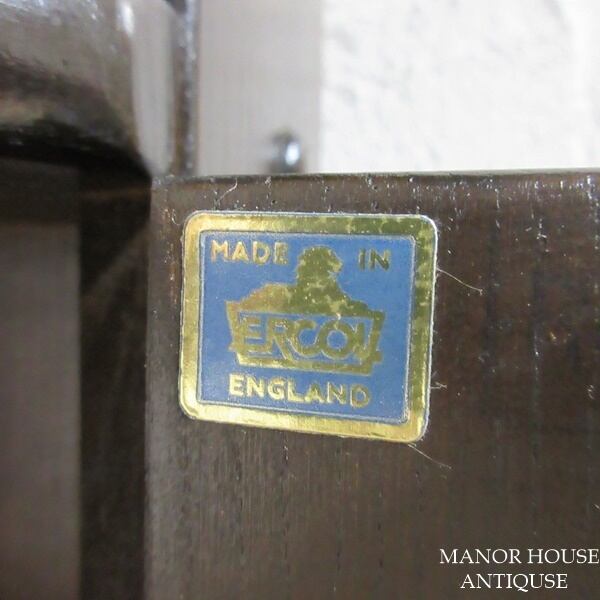 MADE IN
ERCOL
ENGLAND
MANOR HOUSE
ANTIQUSE